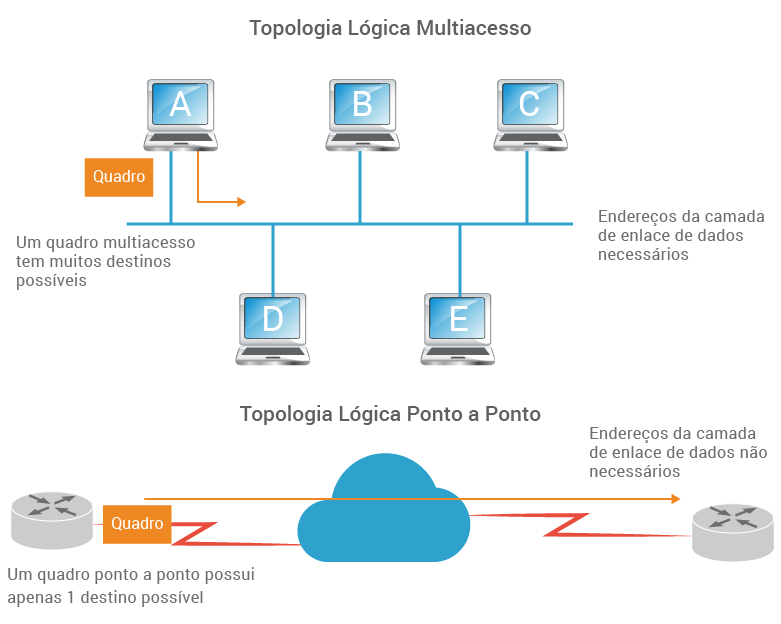 Topologia Lógica Multiacesso
A
B
C
Quadro
Um quadro multiacesso
tem muitos destinos
possíveis
Endereços da camada
de enlace de dados
necessários
D
E
Topologia Lógica Ponto a Ponto
Endereços da camada
de enlace de dados não
necessários
Quadro
Um quadro ponto a ponto possui
apenas 1 destino possível